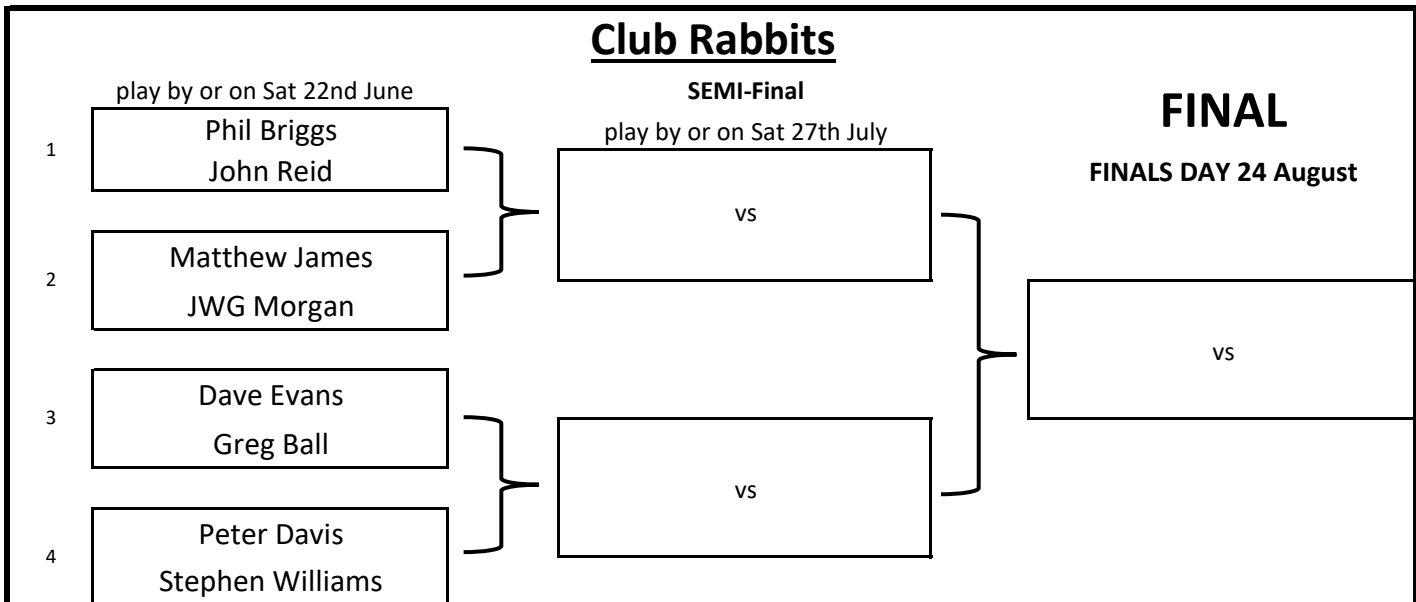 Club Rabbits
play by or on Sat 22nd June
SEMI-Final
play by or on Sat 27th July
FINAL
FINALS DAY 24 August
1
Phil Briggs
John Reid
vs
2
Matthew James
JWG Morgan
vs
3
Dave Evans
Greg Ball
vs
4
Peter Davis
Stephen Williams